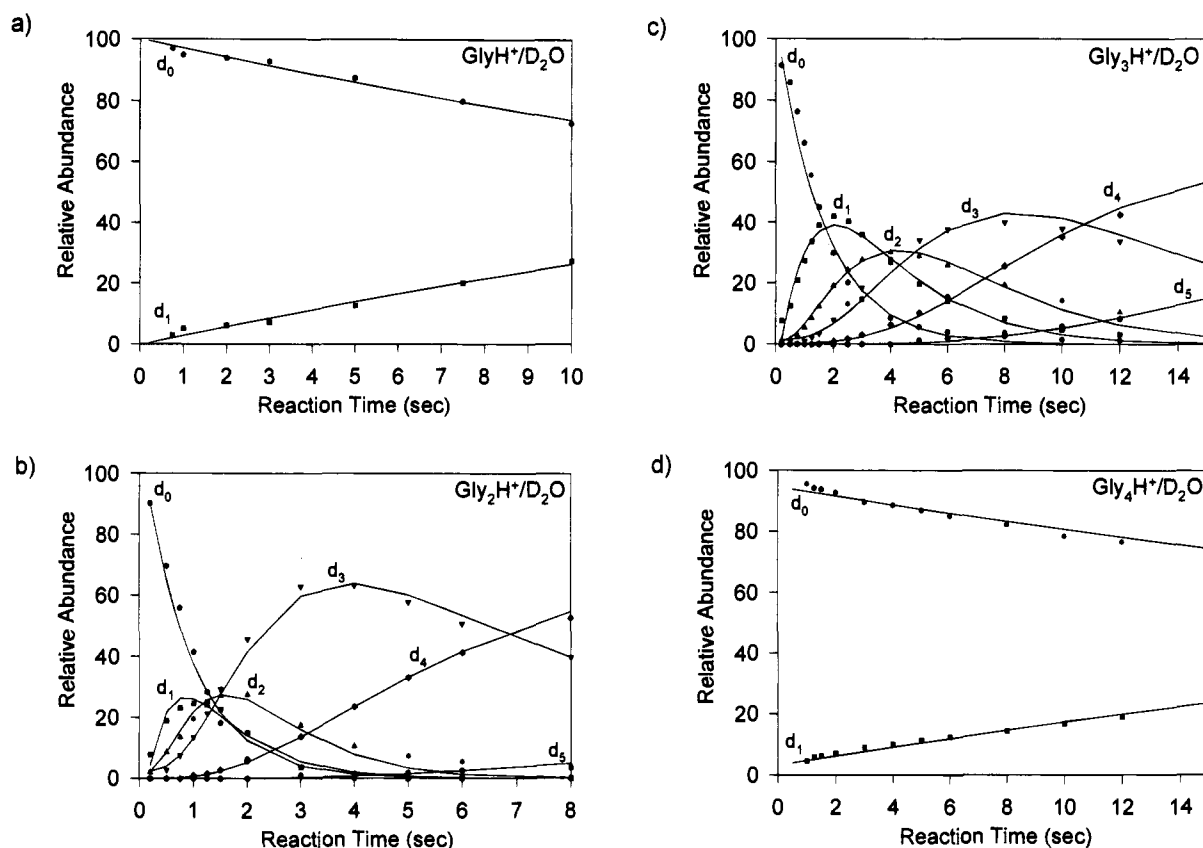 a)
GlyH⁺/D₂O
d₀
d₁
Relative Abundance
100
80
60
40
20
0
0 1 2 3 4 5 6 7 8 9 10
Reaction Time (sec)
b)
Gly₂H⁺/D₂O
d₀
d₁
d₂
d₃
d₄
d₅
Relative Abundance
100
80
60
40
20
0
0 1 2 3 4 5 6 7 8
Reaction Time (sec)
c)
Gly₃H⁺/D₂O
d₀
d₁
d₂
d₃
d₄
d₅
Relative Abundance
100
80
60
40
20
0
0 2 4 6 8 10 12
Reaction Time (sec)
d)
Gly₄H⁺/D₂O
d₀
d₁
Relative Abundance
100
80
60
40
20
0
0 2 4 6 8 10 12
Reaction Time (sec)